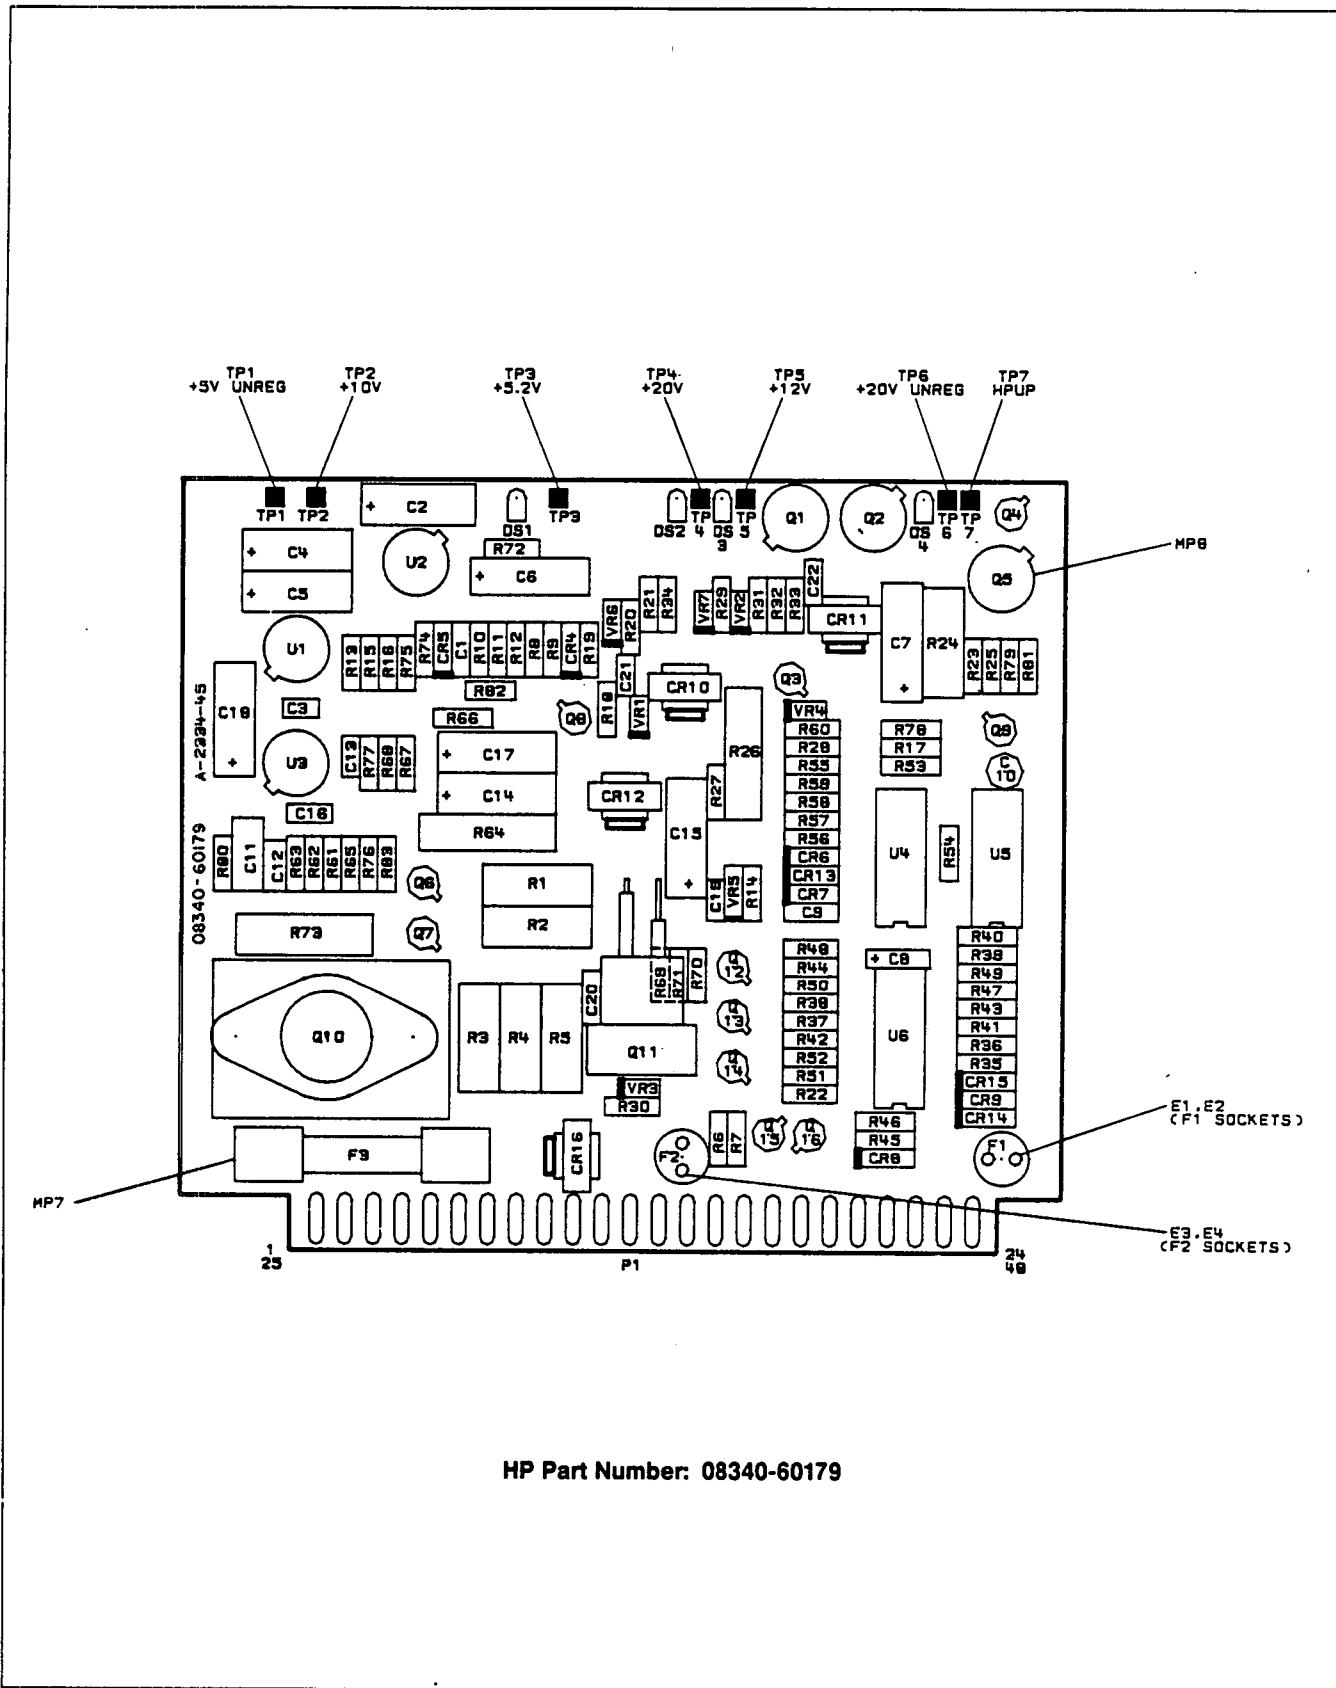 TP1
+5V UNREG
TP2
+10V
TP3
+5.2V
TP4
+20V
TP5
+12V
TP6
+20V UNREG
TP7
HPUP
TP1
TP2
C2
DS1
TP3
DS2
TP
4
DS
3
TP
5
Q1
Q2
DS
4
TP
6
TP
7
Q4
C4
C5
U2
R72
C6
Q5
MP8
U1
R13
R15
R16
R75
R74
CR5
C1
R10
R11
R12
R8
R9
CR4
R19
VR6
R20
R21
R34
VR7
R29
VR2
R31
R32
R33
C22
CR11
C7
R24
R23
R25
R79
R81
A-2234-45
C18
C3
R82
R66
Q8
R18
C21
VR1
CR10
Q3
VR4
R60
R28
R55
R59
R58
R57
R56
CR6
CR13
CR7
C9
R78
R17
R53
Q9
C
10
U3
C13
R77
R68
R67
C17
C14
R64
CR12
R26
R27
C15
C16
08340-60179
R80
C11
C12
R63
R62
R61
R65
R76
R83
Q6
Q7
R1
R2
C19
VR5
R14
U4
R54
U5
R73
R69
R71
R70
Q
12
Q
13
Q
14
R48
R44
R50
R39
R37
R42
R52
R51
R22
C8
U6
R40
R38
R49
R47
R43
R41
R36
R35
CR15
CR9
CR14
Q10
R3
R4
R5
C20
Q11
VR3
R30
F3
CR16
F2
R6
R7
Q
15
Q
16
R46
R45
CR8
F1
E1,E2
(F1 SOCKETS)
MP7
E3,E4
(F2 SOCKETS)
1
25
P1
24
48
HP Part Number: 08340-60179